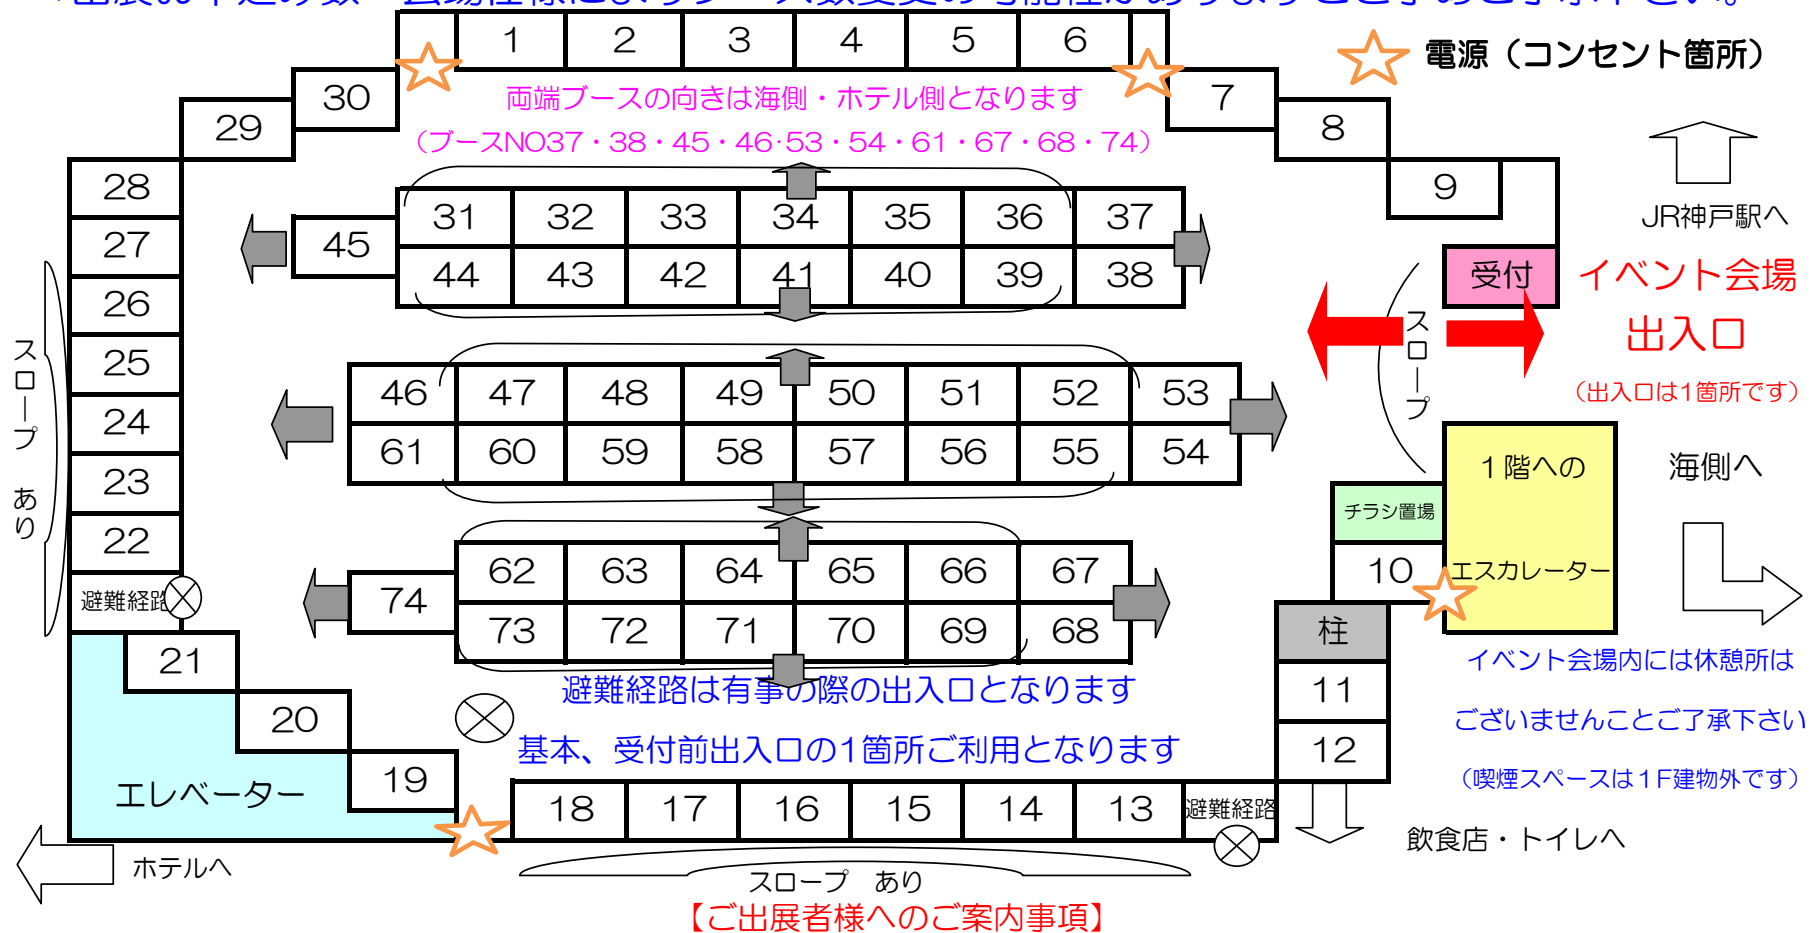 1 2 3 4 5 6
電源（コンセント箇所）
30 両端ブースの向きは海側・ホテル側となります 7
29 （ブースNO37・38・45・46・53・54・61・67・68・74） 8
28 9
31 32 33 34 35 36 37
JR神戸駅へ
27 45
44 43 42 41 40 39 38
受付 イベント会場
26
出入口
スロープ
25
（出入口は1箇所です）
46 47 48 49 50 51 52 53
スロープ あり
24
61 60 59 58 57 56 55 54
1階への
海側へ
23
チラシ置場
22
62 63 64 65 66 67
10 エスカレーター
避難経路
74
73 72 71 70 69 68
柱
21
イベント会場内には休憩所は
避難経路は有事の際の出入口となります
11
20
ございませんことご了承下さい
基本、受付前出入口の1箇所ご利用となります
12
19
（喫煙スペースは１F建物外です）
エレベーター
18 17 16 15 14 13 避難経路
飲食店・トイレへ
ホテルへ
スロープ あり
【ご出展者様へのご案内事項】